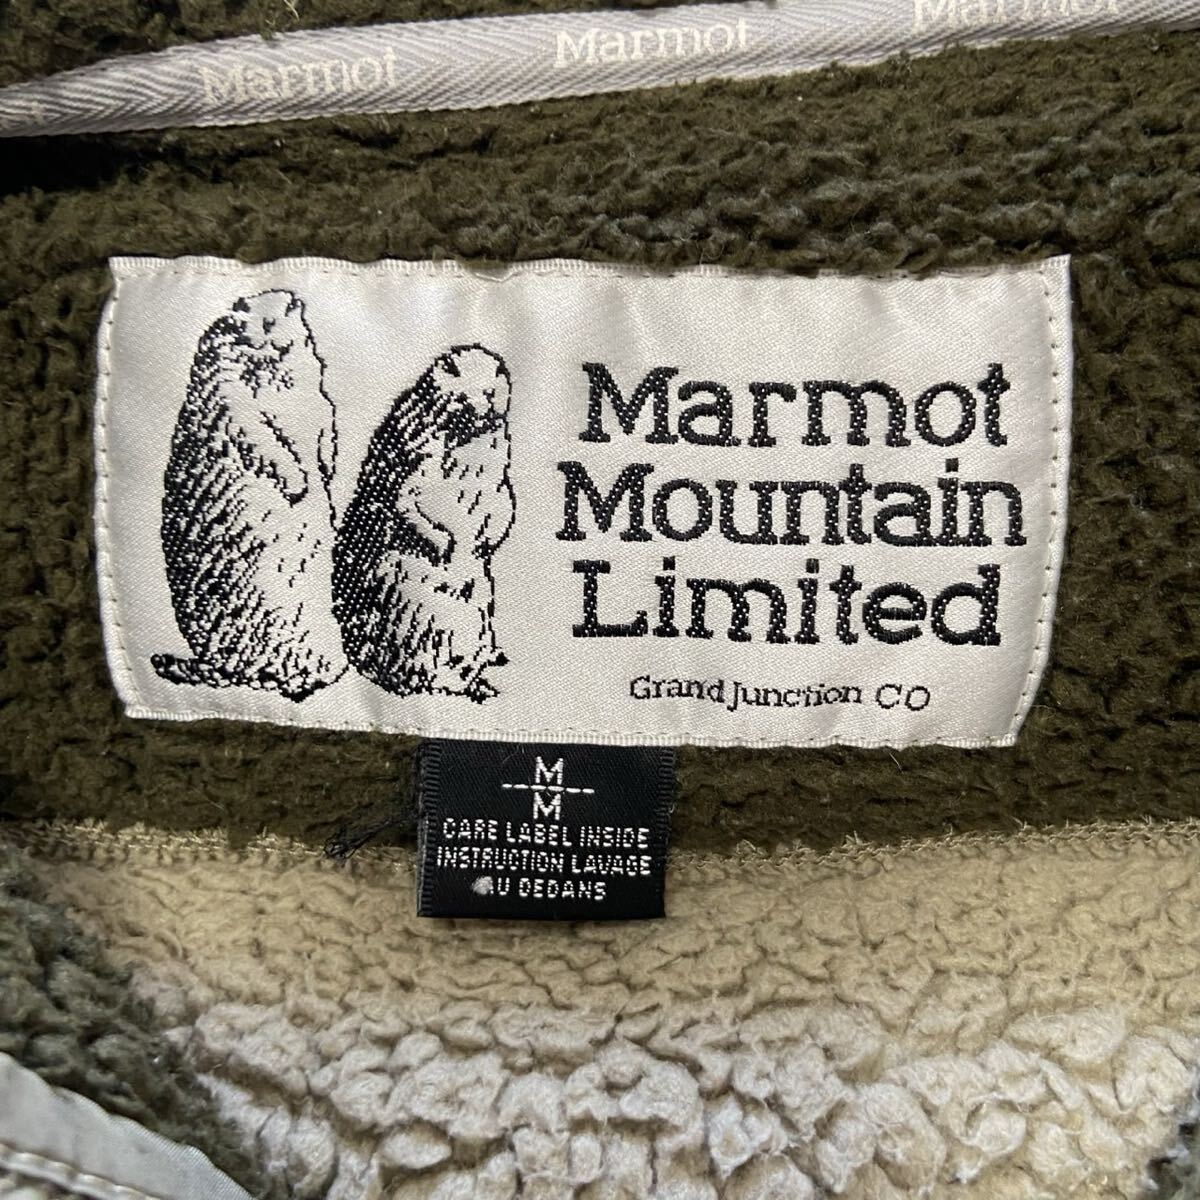 Marmot Marmot Marmot
Marmot
Mountain
Limited
Grand Junction CO
M
M
CARE LABEL INSIDE
INSTRUCTION LAVAGE
AU DEDANS